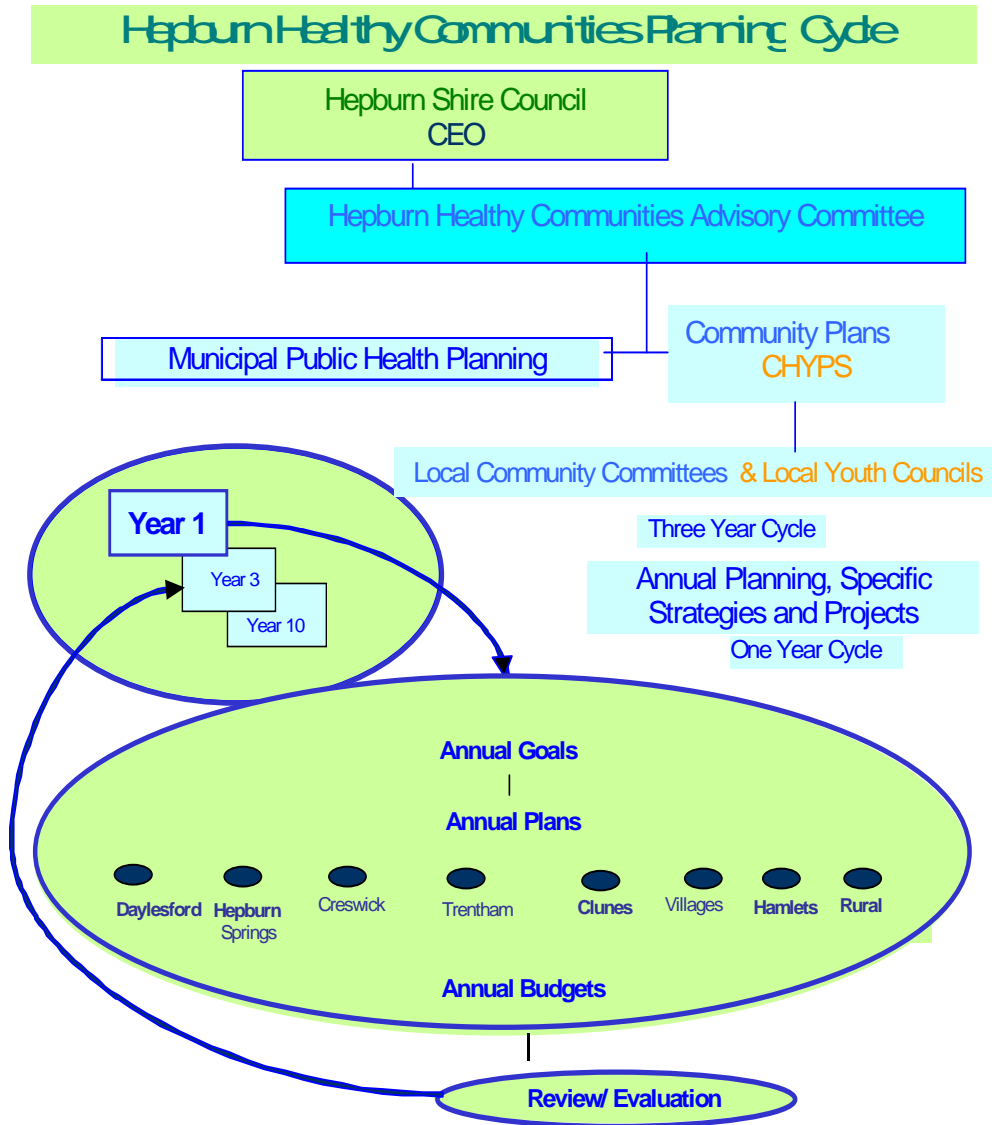 Hepburn Healthy Communities Planning Cycle
Hepburn Shire Council
CEO
Hepburn Healthy Communities Advisory Committee
Municipal Public Health Planning
Community Plans
CHYPS
Local Community Committees & Local Youth Councils
Three Year Cycle
Annual Planning, Specific
Strategies and Projects
One Year Cycle
Year 1
Year 3
Year 10
Annual Goals
Annual Plans
Daylesford
Hepburn
Springs
Creswick
Trentham
Clunes
Villages
Hamlets
Rural
Annual Budgets
Review/ Evaluation